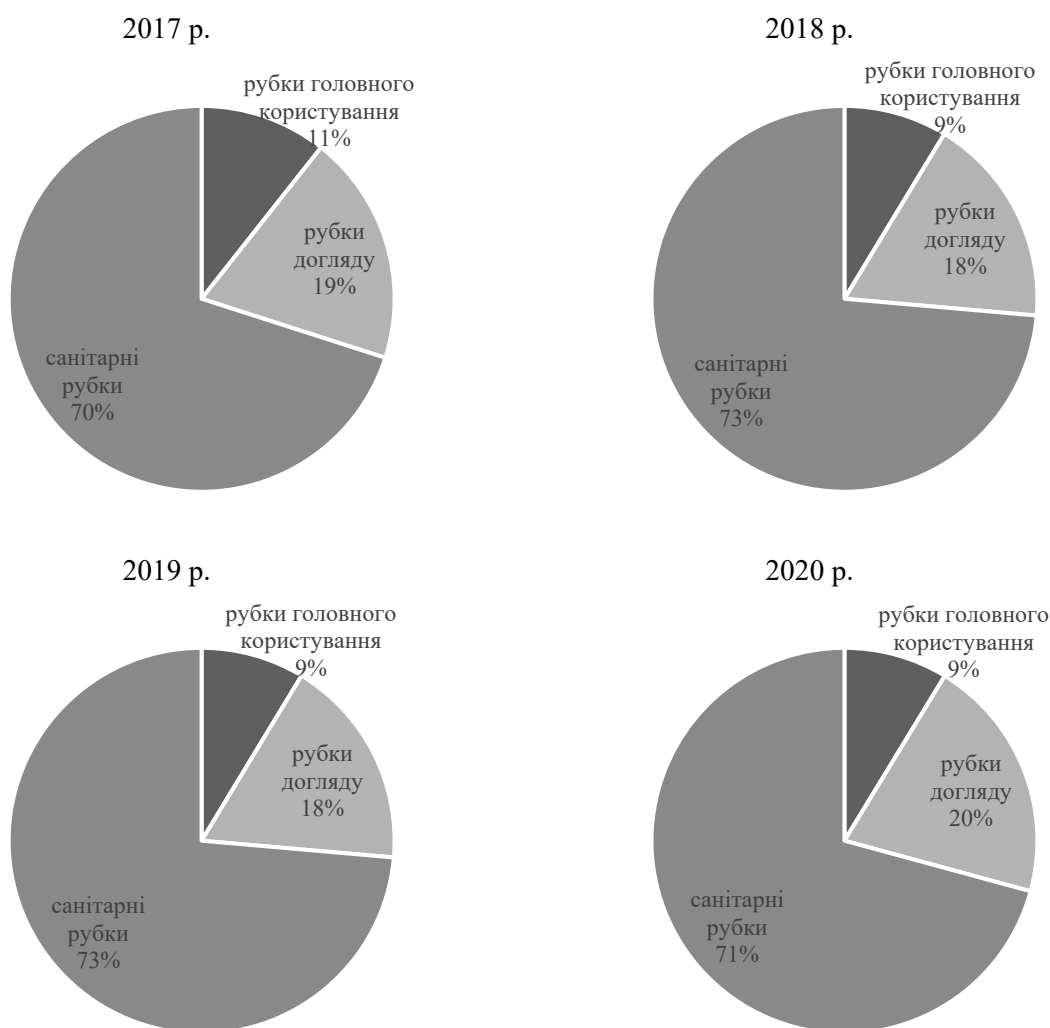 2017 р.
рубки головного
користування
11%
рубки
догляду
19%
санітарні
рубки
70%
2018 р.
рубки головного
користування
9%
рубки
догляду
18%
санітарні
рубки
73%
2019 р.
рубки головного
користування
9%
рубки
догляду
18%
санітарні
рубки
73%
2020 р.
рубки головного
користування
9%
рубки
догляду
20%
санітарні
рубки
71%